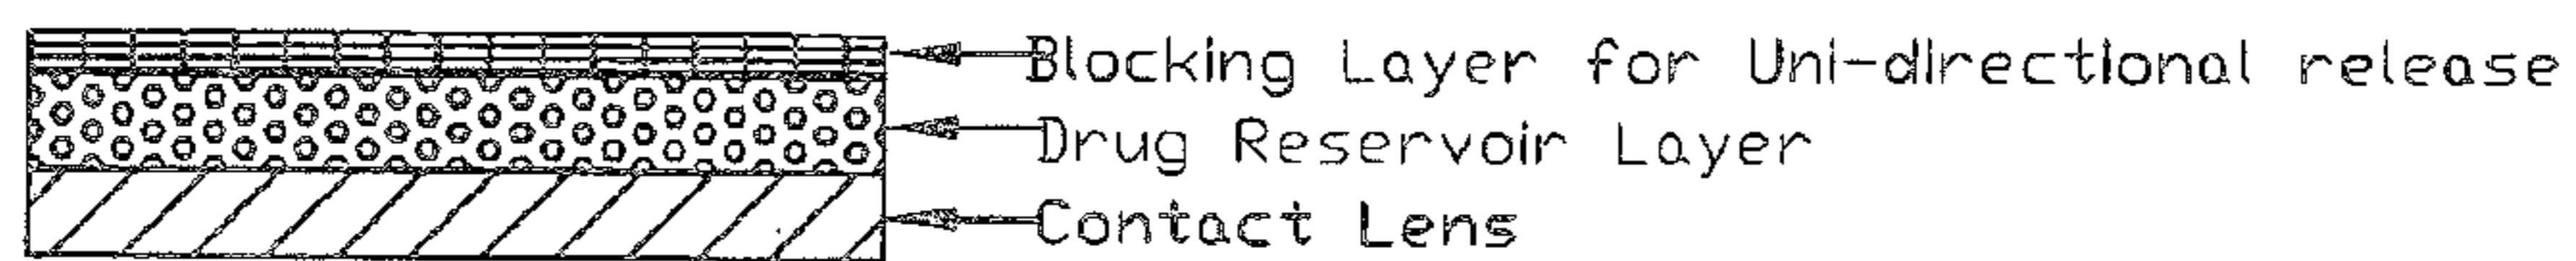 Blocking Layer for Uni-directional release
Drug Reservoir Layer
Contact Lens